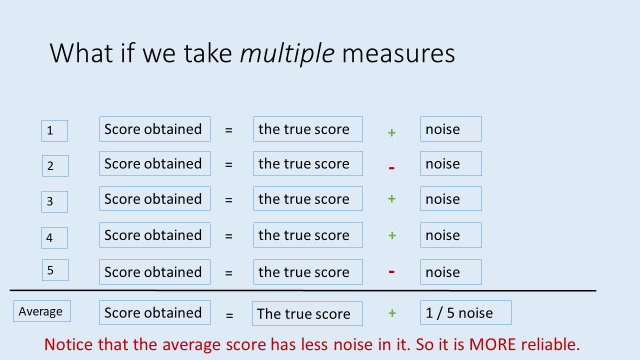 What if we take multiple measures
1 Score obtained = the true score + noise
2 Score obtained = the true score - noise
3 Score obtained = the true score + noise
4 Score obtained = the true score + noise
5 Score obtained = the true score - noise
Average Score obtained = The true score + 1 / 5 noise
Notice that the average score has less noise in it. So it is MORE reliable.